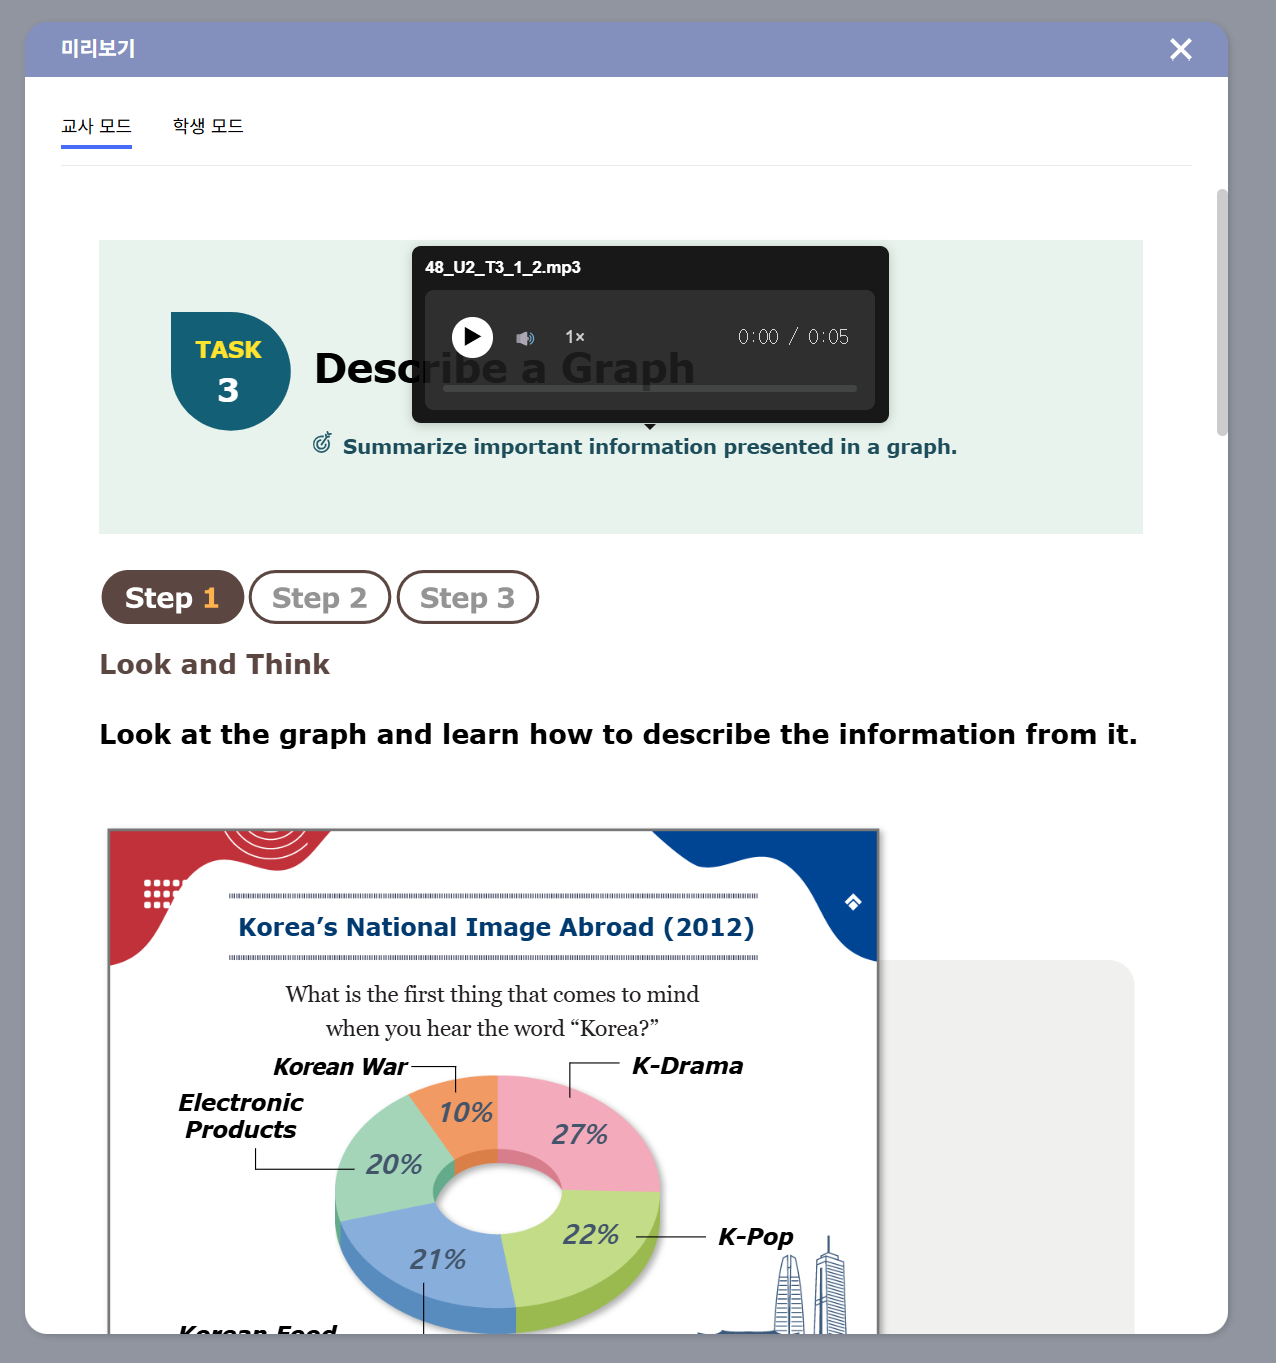 미리보기
교사 모드 학생 모드
48_U2_T3_1_2.mp3
1×
0:00 / 0:05
TASK
3
Describe a Graph
Summarize important information presented in a graph.
Step 1 Step 2 Step 3
Look and Think
Look at the graph and learn how to describe the information from it.
Korea’s National Image Abroad (2012)
What is the first thing that comes to mind
when you hear the word “Korea?”
Korean War
K-Drama
Electronic
Products
10%
27%
20%
22%
K-Pop
21%
Korean Food